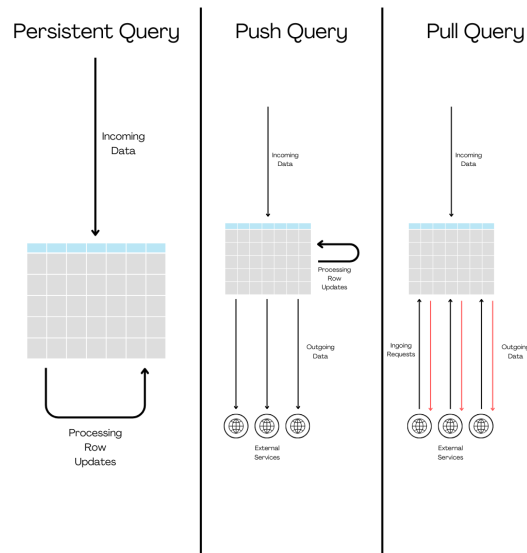 Persistent Query
Incoming
Data
Processing
Row
Updates
Push Query
Incoming
Data
Processing
Row
Updates
Outgoing
Data
External
Services
Pull Query
Incoming
Data
Ingoing
Requests
Outgoing
Data
External
Services